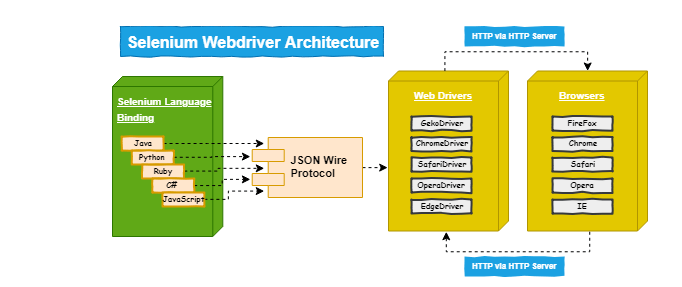 HTTP via HTTP Server
Selenium Webdriver Architecture
Selenium Language
Binding
Java
Python
Ruby
C#
JavaScript
JSON Wire
Protocol
Web Drivers
GekoDriver
ChromeDriver
SafariDriver
OperaDriver
EdgeDriver
Browsers
FireFox
Chrome
Safari
Opera
IE
HTTP via HTTP Server